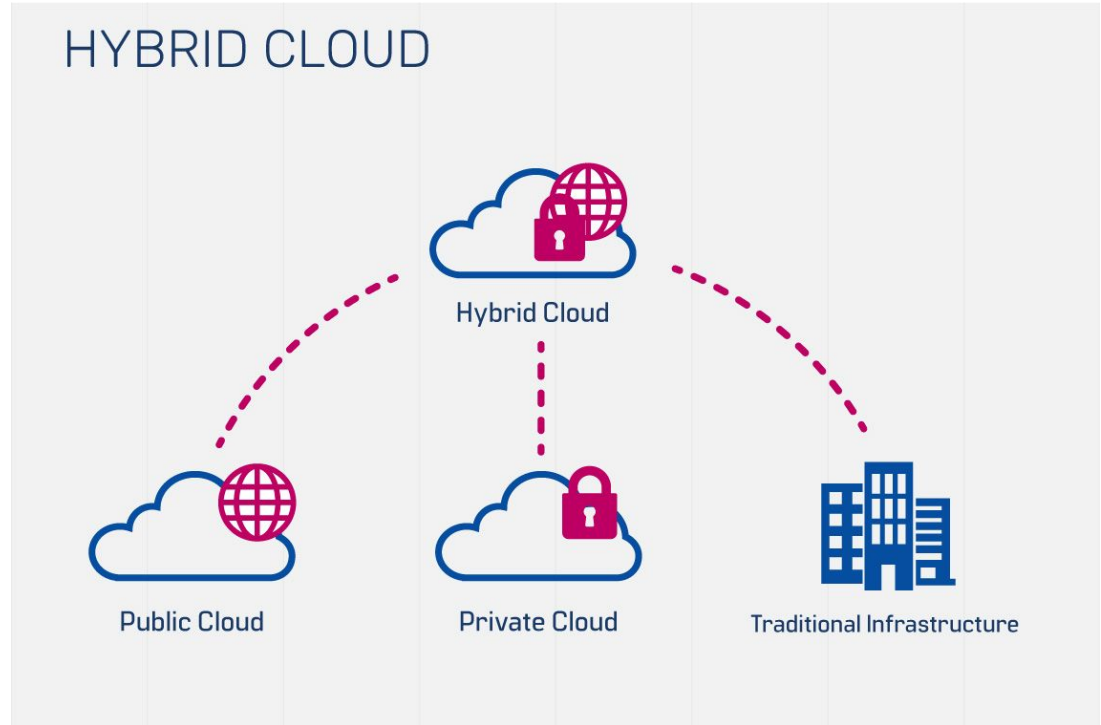 HYBRID CLOUD
Hybrid Cloud
Public Cloud
Private Cloud
Traditional Infrastructure